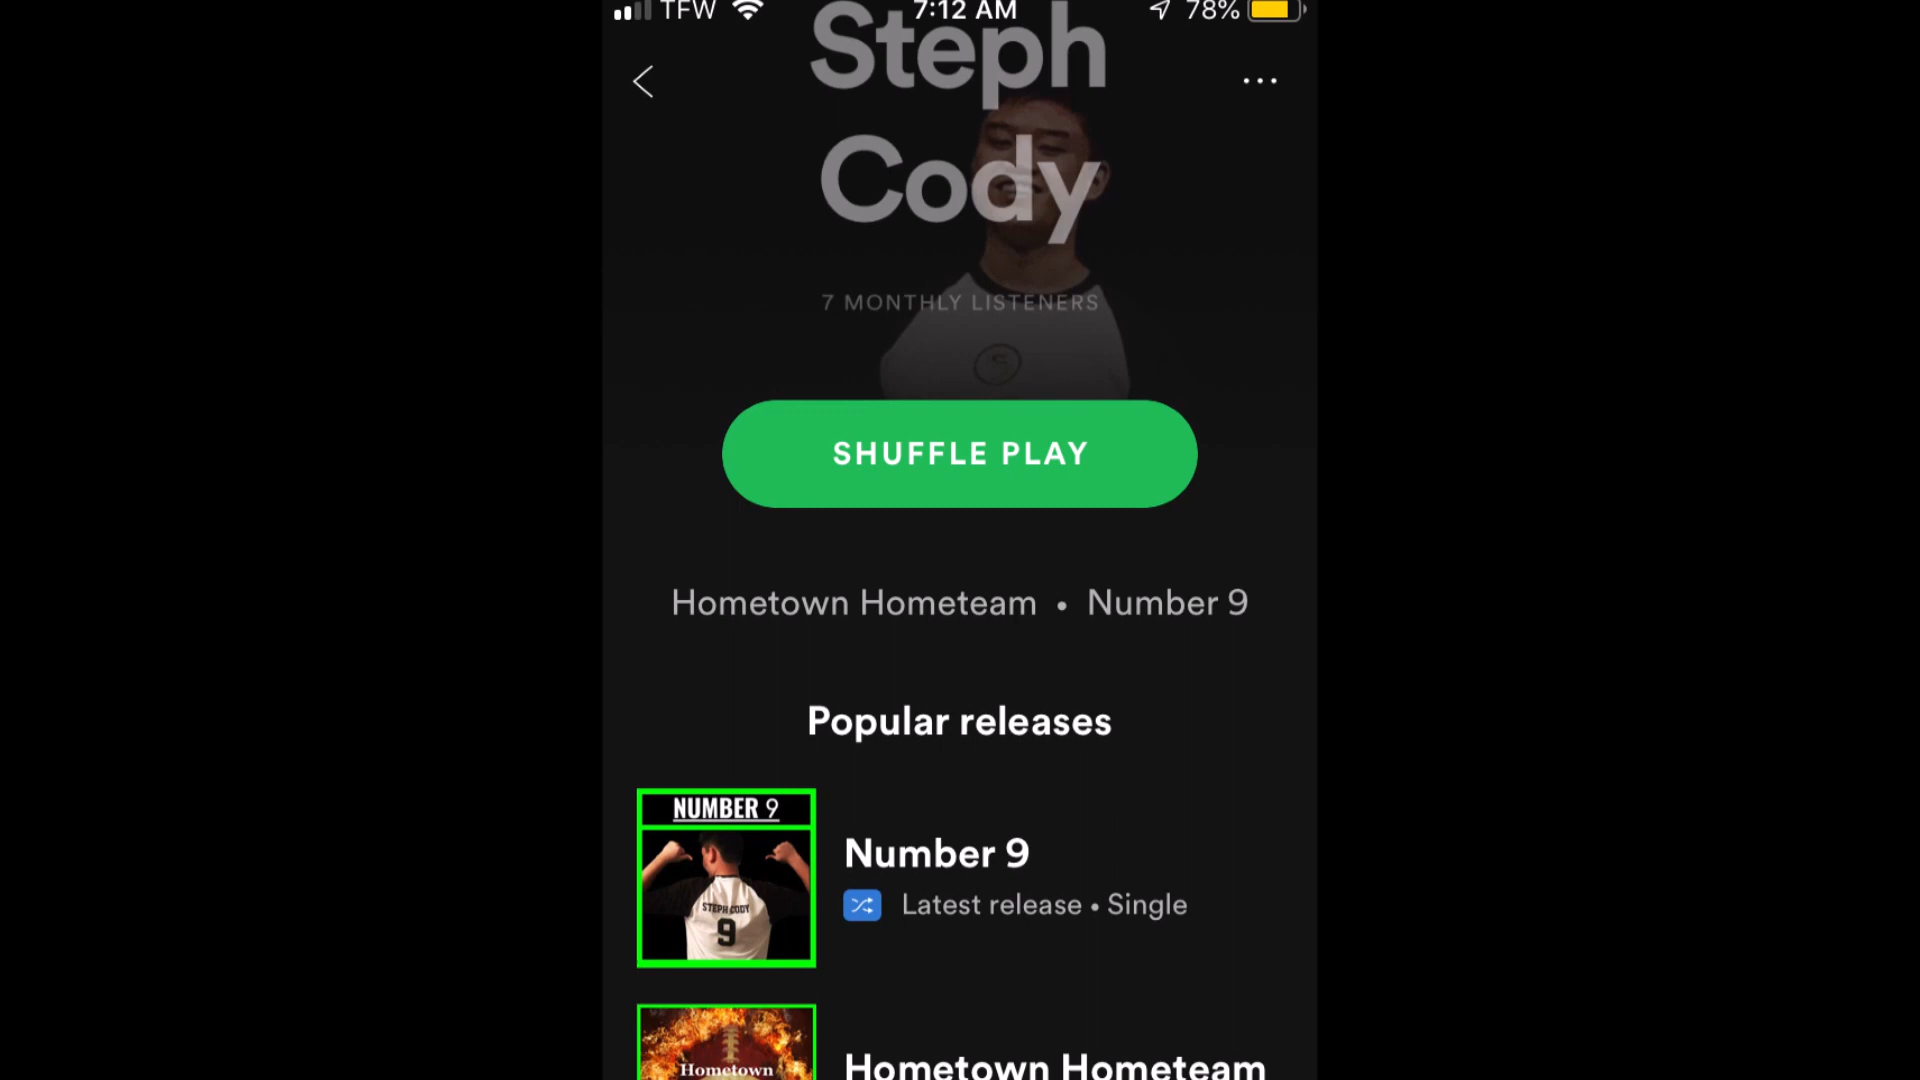 TFW 7:12 AM 78%
Steph
Cody
7 MONTHLY LISTENERS
SHUFFLE PLAY
Hometown Hometeam • Number 9
Popular releases
NUMBER 9
STEPH CODY
9
Number 9
Latest release • Single
Hometown
Hometown Hometeam